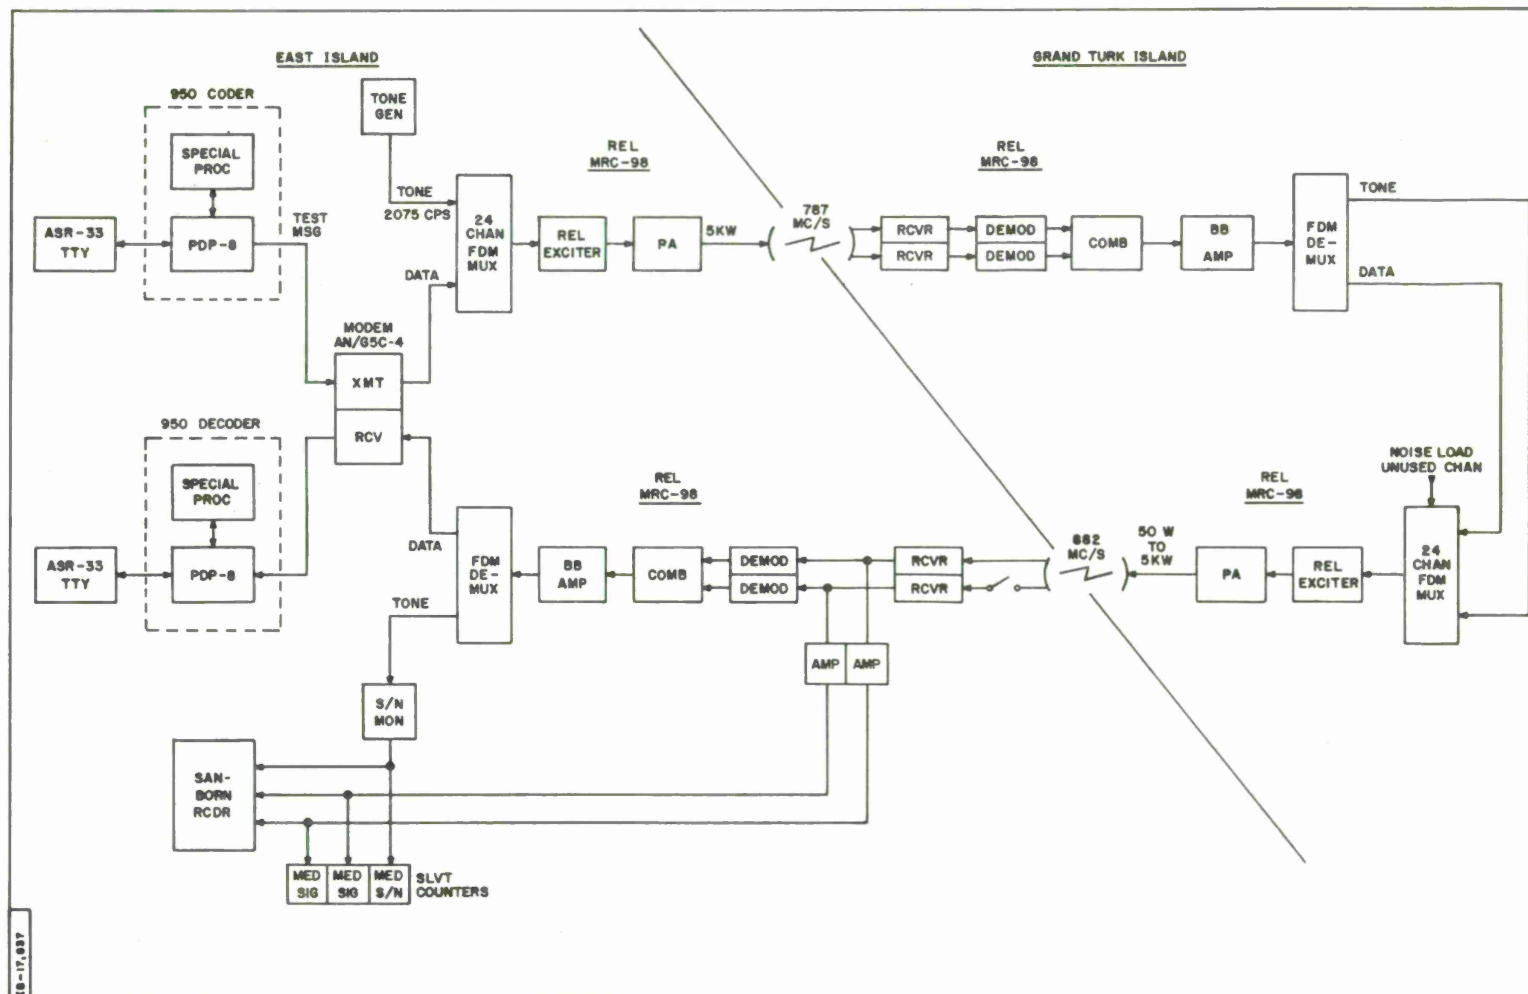 EAST ISLAND
GRAND TURK ISLAND
950 CODER
TONE
GEN
SPECIAL
PROC
REL
MRC-98
REL
MRC-98
TONE
2075 CPS
TEST
MSG
24
CHAN
FDM
MUX
787
MC/S
TONE
ASR-33
TTY
PDP-8
REL
EXCITER
PA
5KW
RCVR
RCVR
DEMOD
DEMOD
COMB
BB
AMP
FDM
DE-
MUX
DATA
DATA
MODEM
AN/GSC-4
XMT
RCV
950 DECODER
SPECIAL
PROC
NOISE LOAD
UNUSED CHAN
REL
MRC-98
REL
MRC-98
DATA
ASR-33
TTY
PDP-8
FDM
DE-
MUX
BB
AMP
COMB
DEMOD
DEMOD
RCVR
RCVR
882
MC/S
50 W
TO
5KW
PA
REL
EXCITER
24
CHAN
FDM
MUX
TONE
AMP
AMP
S/N
MON
SAN-
BORN
RCDR
MED
SIG
MED
SIG
MED
S/N
SLVT
COUNTERS